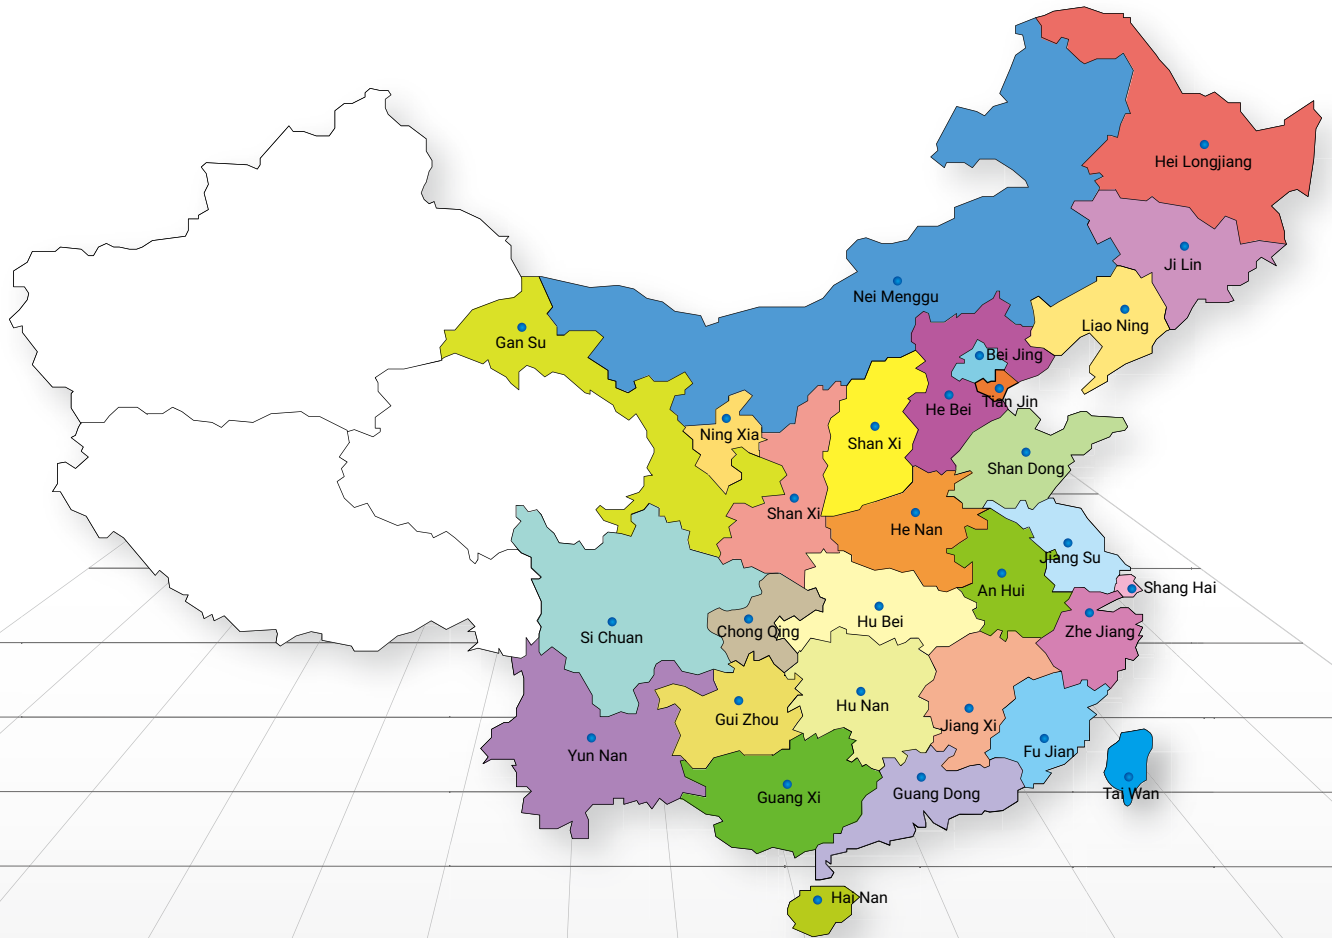 Hei Longjiang
Ji Lin
Nei Menggu
Liao Ning
Gan Su
Bei Jing
Tian Jin
He Bei
Ning Xia
Shan Xi
Shan Dong
Shan Xi
He Nan
Jiang Su
An Hui
Shang Hai
Hu Bei
Chong Qing
Zhe Jiang
Si Chuan
Hu Nan
Gui Zhou
Jiang Xi
Fu Jian
Yun Nan
Guang Xi
Guang Dong
Tai Wan
Hai Nan